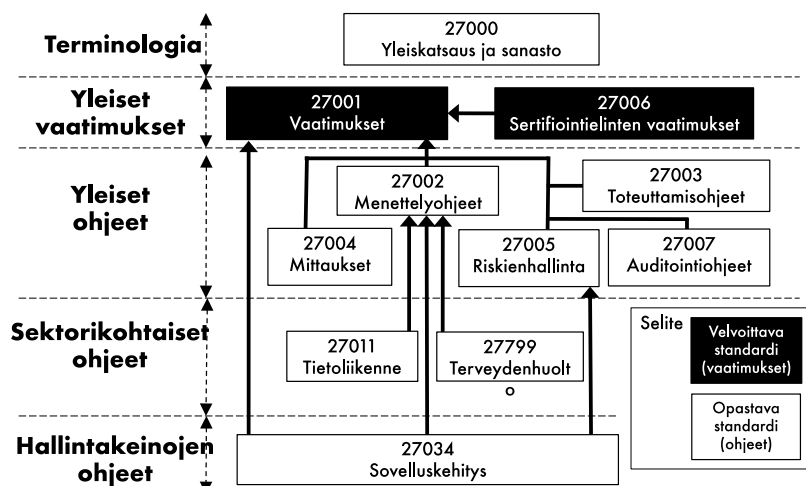 Terminologia
27000
Yleiskatsaus ja sanasto
Yleiset
vaatimukset
27001
Vaatimukset
27006
Sertifiointielinten vaatimukset
Yleiset
ohjeet
27002
Menettelyohjeet
27003
Toteuttamisohjeet
27004
Mittaukset
27005
Riskienhallinta
27007
Auditointiohjeet
Sektorikohtaiset
ohjeet
27011
Tietoliikenne
27799
Terveydenhuolt
o
Selite
Velvoittava
standardi
(vaatimukset)
Opastava
standardi
(ohjeet)
Hallintakeinojen
ohjeet
27034
Sovelluskehitys